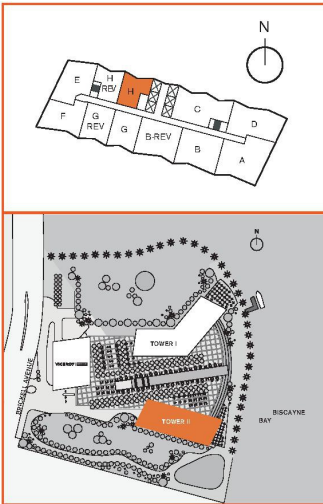 N
E
H
REV
H
C
D
F
G
REV
G
B-REV
B
A
N
TOWER I
VICEROY
BRICKELL AVENUE
BISCAYNE
BAY
TOWER II